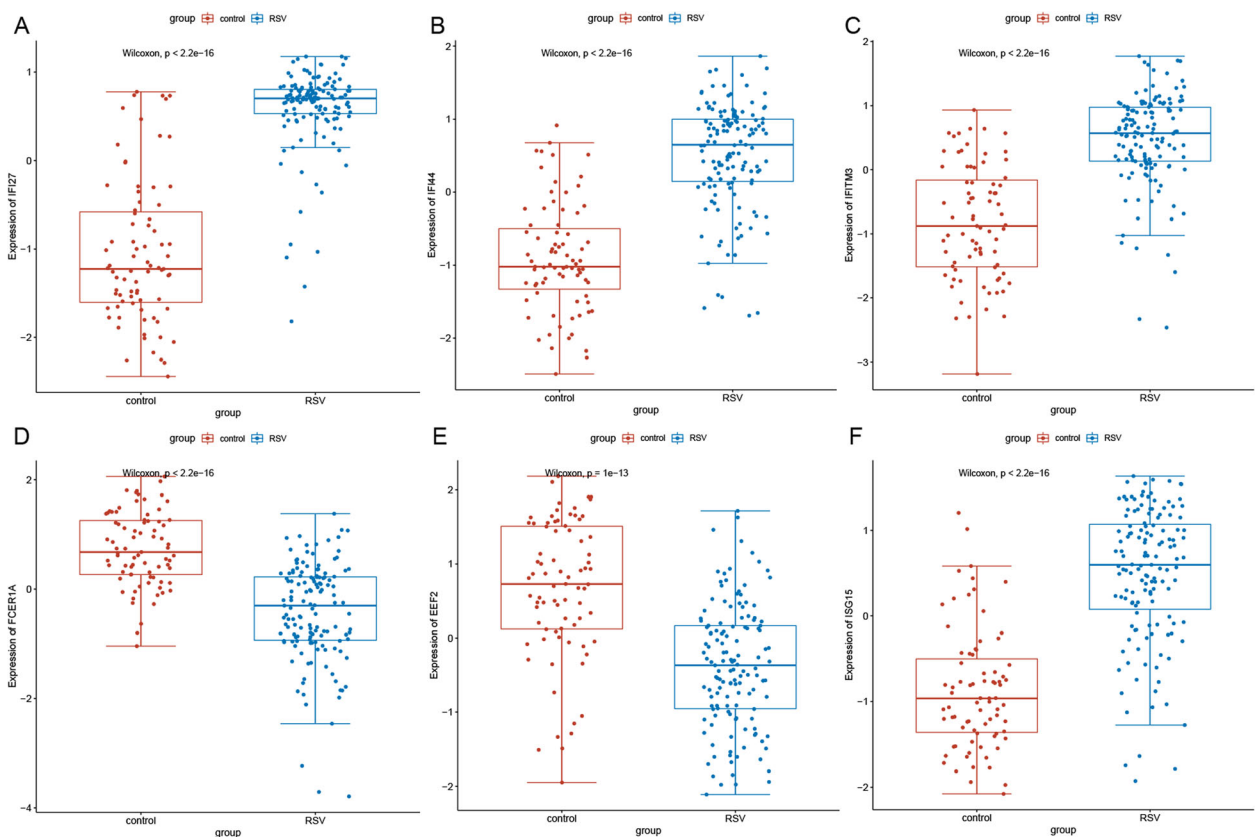 A
group control RSV
Wilcoxon, p < 2.2e−16
Expression of IFI27
1
0
−1
−2
control RSV
group
B
group control RSV
Wilcoxon, p < 2.2e−16
Expression of IFI44
2
1
0
−1
−2
control RSV
group
C
group control RSV
Wilcoxon, p < 2.2e−16
Expression of IFITM3
2
1
0
−1
−2
−3
control RSV
group
D
group control RSV
Wilcoxon, p < 2.2e−16
Expression of FCER1A
2
0
−2
−4
control RSV
group
E
group control RSV
Wilcoxon, p = 1e−13
Expression of EEF2
2
1
0
−1
−2
control RSV
group
F
group control RSV
Wilcoxon, p < 2.2e−16
Expression of ISG15
1
0
−1
−2
control RSV
group